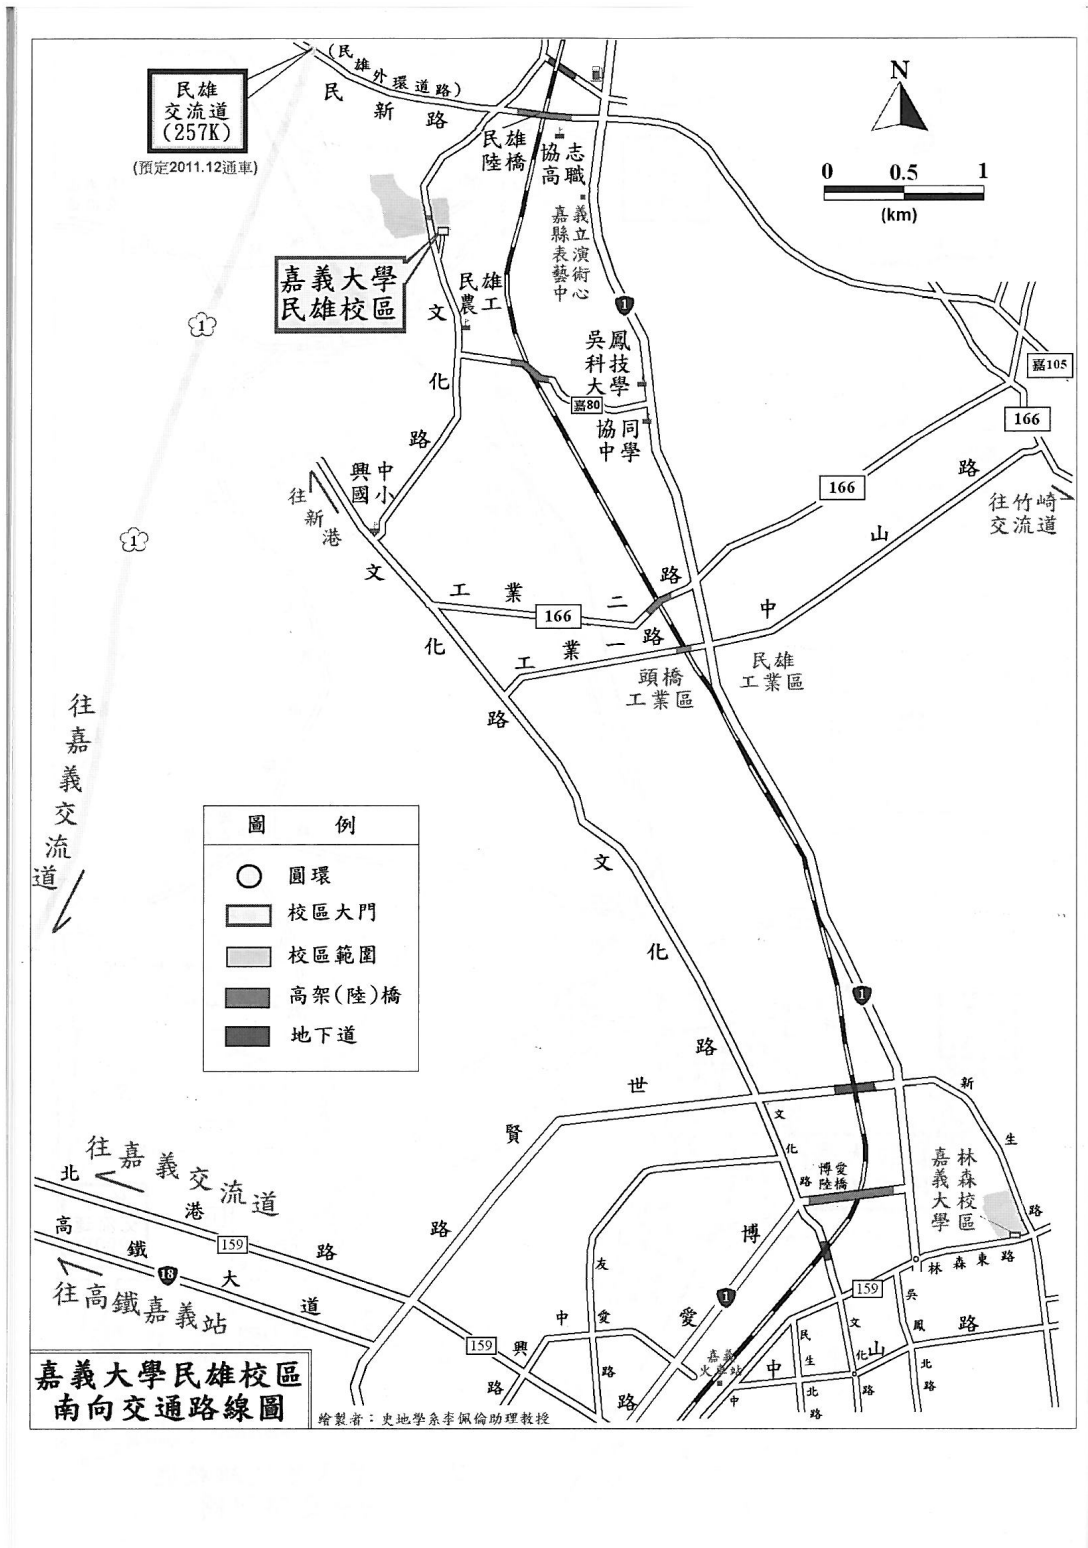 民雄
交流道
(257K)
(預定2011.12通車)
(民雄外環道路)
民新路
民雄
陸橋
協志
高職
嘉義
縣立
表演
藝術
中心
N
0 0.5 1
(km)
嘉義大學
民雄校區
民雄
農工
文化路
1
1
1
吳鳳
科技
大學
嘉80
協同
中學
嘉105
166
166
往竹崎
交流道
中山路
興中
國小
往新港
文化路
工業二路
166
工業一路
頭橋
工業區
民雄
工業區
往嘉義交流道
圖 例
圓環
校區大門
校區範圍
高架(陸)橋
地下道
文化路
1
世賢路
新生路
文化路
博愛
陸橋
嘉義大學
林森校區
往嘉義交流道
北港路
159
高鐵大道
18
往高鐵嘉義站
159
林森東路
159
博愛路
1
友愛路
中興路
嘉義
火車站
中山路
民生北路
文化路
吳鳳北路
嘉義大學民雄校區
南向交通路線圖
繪製者：史地學系李佩倫助理教授